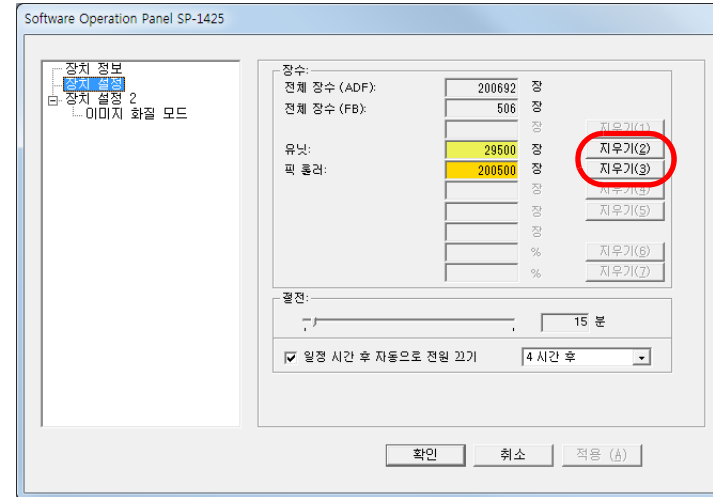 Software Operation Panel SP-1425
장치 정보
장치 설정
장치 설정 2
이미지 화질 모드
장수:
전체 장수 (ADF): 200692 장
전체 장수 (FB): 506 장
장 지우기(1)
유닛: 29500 장 지우기(2)
픽 롤러: 200500 장 지우기(3)
장 지우기(4)
장 지우기(5)
장
% 지우기(6)
% 지우기(7)
절전:
15 분
일정 시간 후 자동으로 전원 끄기 4 시간 후
확인 취소 적용 (A)